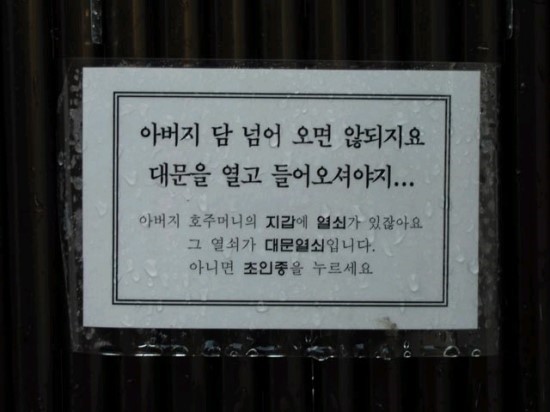 아버지 담 넘어 오면 않되지요
대문을 열고 들어오셔야지...
아버지 호주머니의 지갑에 열쇠가 있잖아요
그 열쇠가 대문열쇠입니다.
아니면 초인종을 누르세요